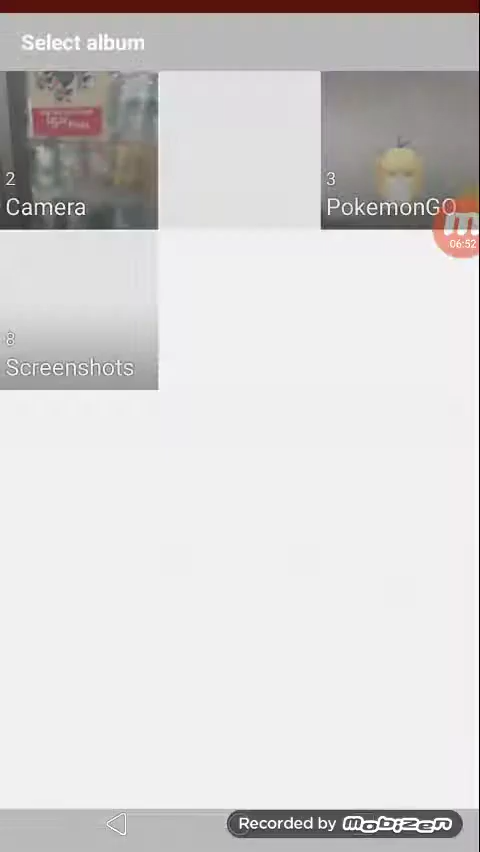 Select album
2
Camera
3
PokemonGO
06:52
8
Screenshots
Recorded by mobizen